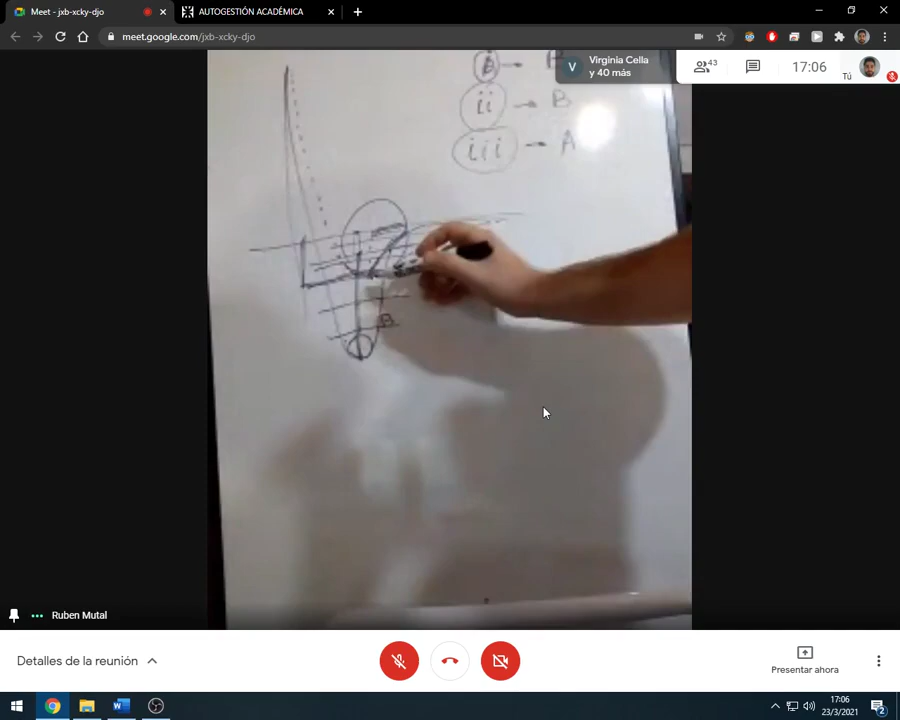 Meet - jxb-xcky-djo
AUTOGESTIÓN ACADÉMICA
meet.google.com/jxb-xcky-djo
Virginia Cella
y 40 más
V
43
17:06
Tú
i →
ii → B
iii → A
B
Ruben Mutal
Detalles de la reunión
Presentar ahora
17:06
23/3/2021
2